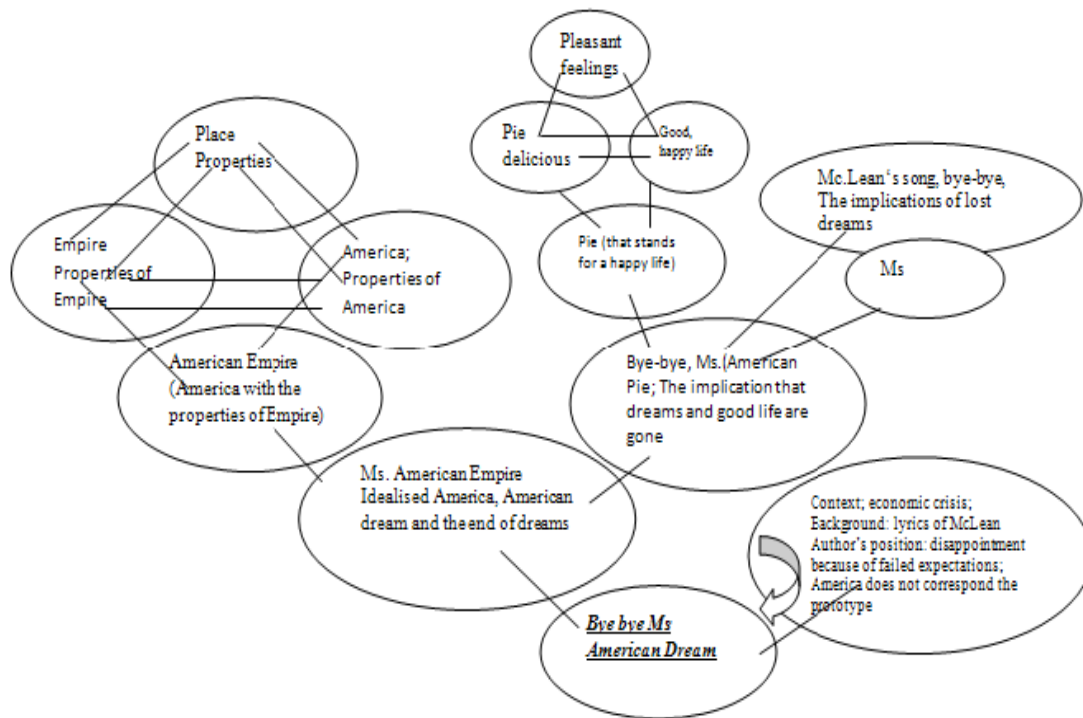 Pleasant
feelings
Pie
delicious
Good,
happy life
Place
Properties
Mc.Lean‘s song, bye-bye,
The implications of lost
dreams
Ms
Empire
Properties of
Empire
America;
Properties of
America
Pie (that stands
for a happy life)
American Empire
(America with the
properties of Empire)
Bye-bye, Ms.(American
Pie; The implication that
dreams and good life are
gone
Ms. American Empire
Idealised America, American
dream and the end of dreams
Context; economic crisis;
Eackground: lyrics of McLean
Author's position: disappointment
because of failed expectations;
America does not correspond the
prototype
Bye bye Ms
American Dream